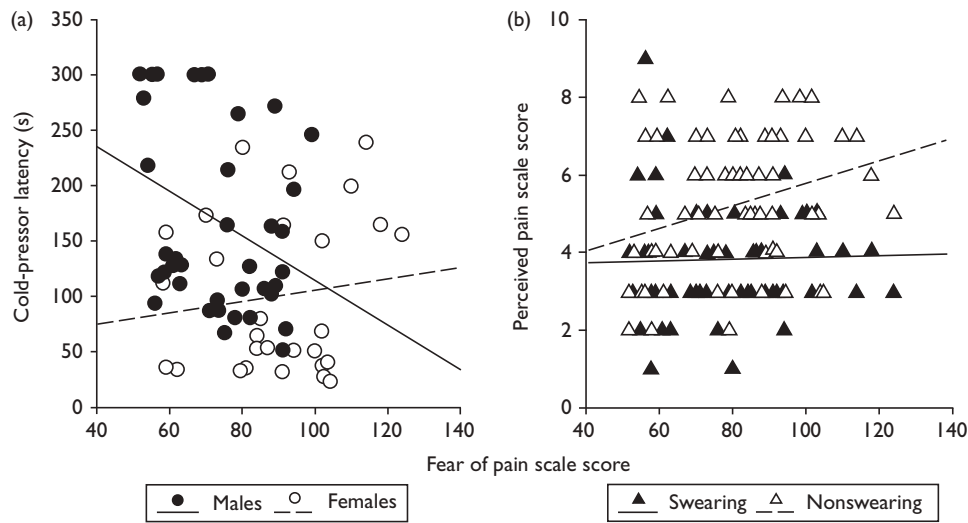 (a)
Cold-pressor latency (s)
350
300
250
200
150
100
50
0
40 60 80 100 120 140
(b)
Perceived pain scale score
10
8
6
4
2
0
40 60 80 100 120 140
Fear of pain scale score
Males Females
Swearing Nonswearing